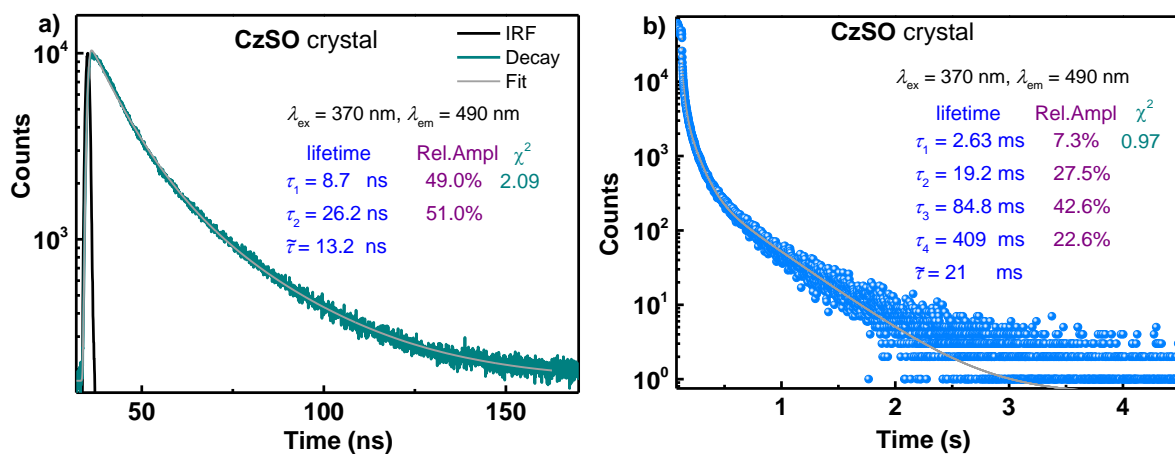 a)
CzSO crystal
IRF
Decay
Fit
λex = 370 nm, λem = 490 nm
lifetime Rel.Ampl χ²
τ₁ = 8.7 ns 49.0% 2.09
τ₂ = 26.2 ns 51.0%
τ̃ = 13.2 ns
10⁴
10³
Counts
50 100 150
Time (ns)
b)
CzSO crystal
λex = 370 nm, λem = 490 nm
lifetime Rel.Ampl χ²
τ₁ = 2.63 ms 7.3% 0.97
τ₂ = 19.2 ms 27.5%
τ₃ = 84.8 ms 42.6%
τ₄ = 409 ms 22.6%
τ̃ = 21 ms
10⁴
10³
10²
10¹
10⁰
Counts
1 2 3 4
Time (s)